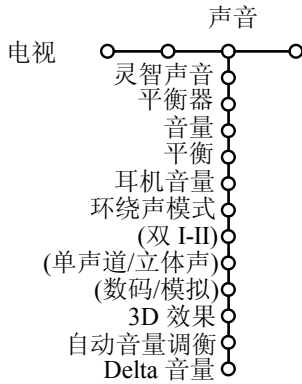 声音
电视
灵智声音
平衡器
音量
平衡
耳机音量
环绕声模式
(双 I-II)
(单声道/立体声)
(数码/模拟)
3D 效果
自动音量调衡
Delta 音量